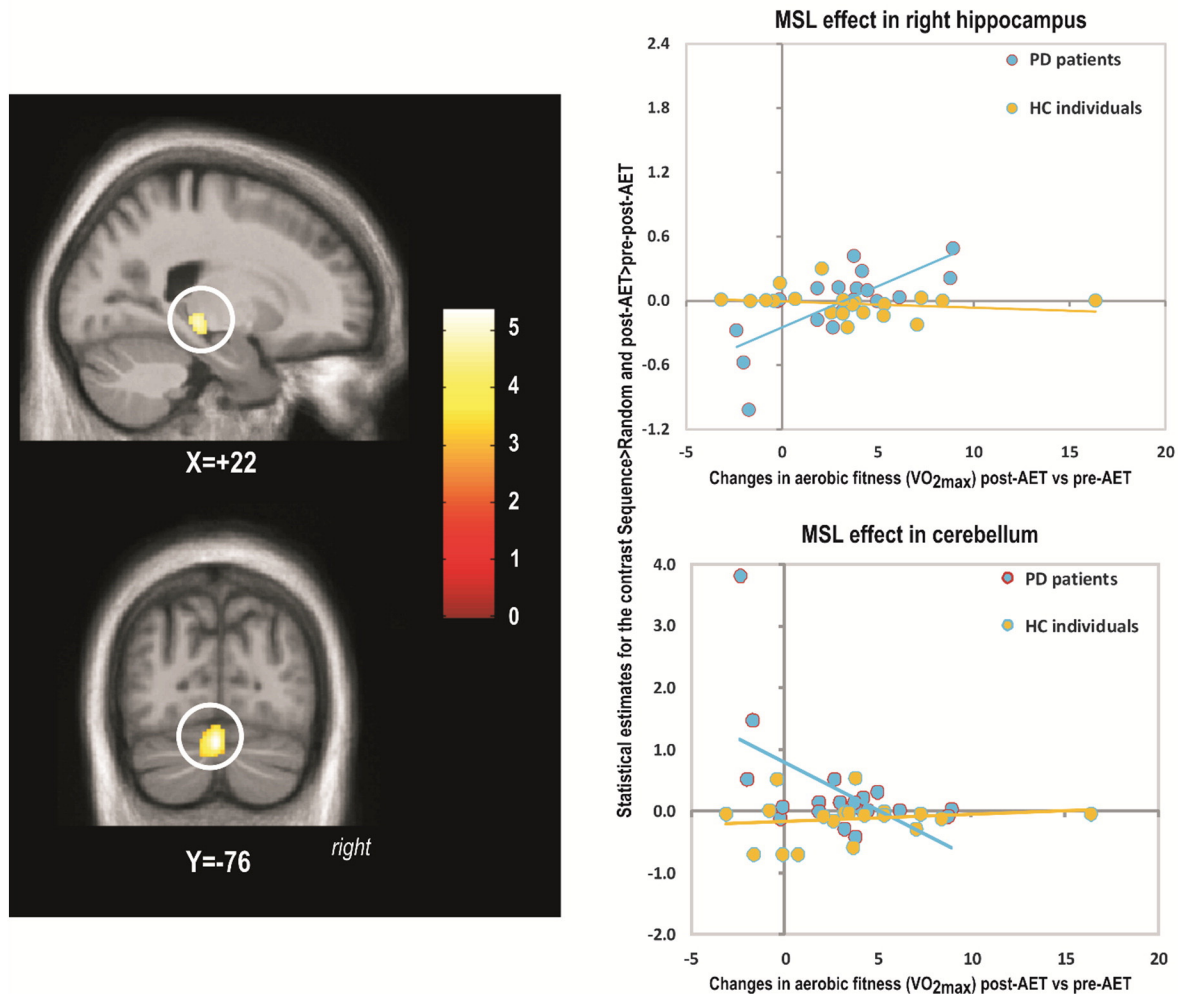 X=+22
5
4
3
2
1
0
Y=-76
right
Statistical estimates for the contrast Sequence>Random and post-AET>pre-post-AET
MSL effect in right hippocampus
2.4
1.8
1.2
0.6
0.0
-0.6
-1.2
PD patients
HC individuals
-5 0 5 10 15 20
Changes in aerobic fitness (VO2max) post-AET vs pre-AET
MSL effect in cerebellum
4.0
3.0
2.0
1.0
0.0
-1.0
-2.0
PD patients
HC individuals
-5 0 5 10 15 20
Changes in aerobic fitness (VO2max) post-AET vs pre-AET